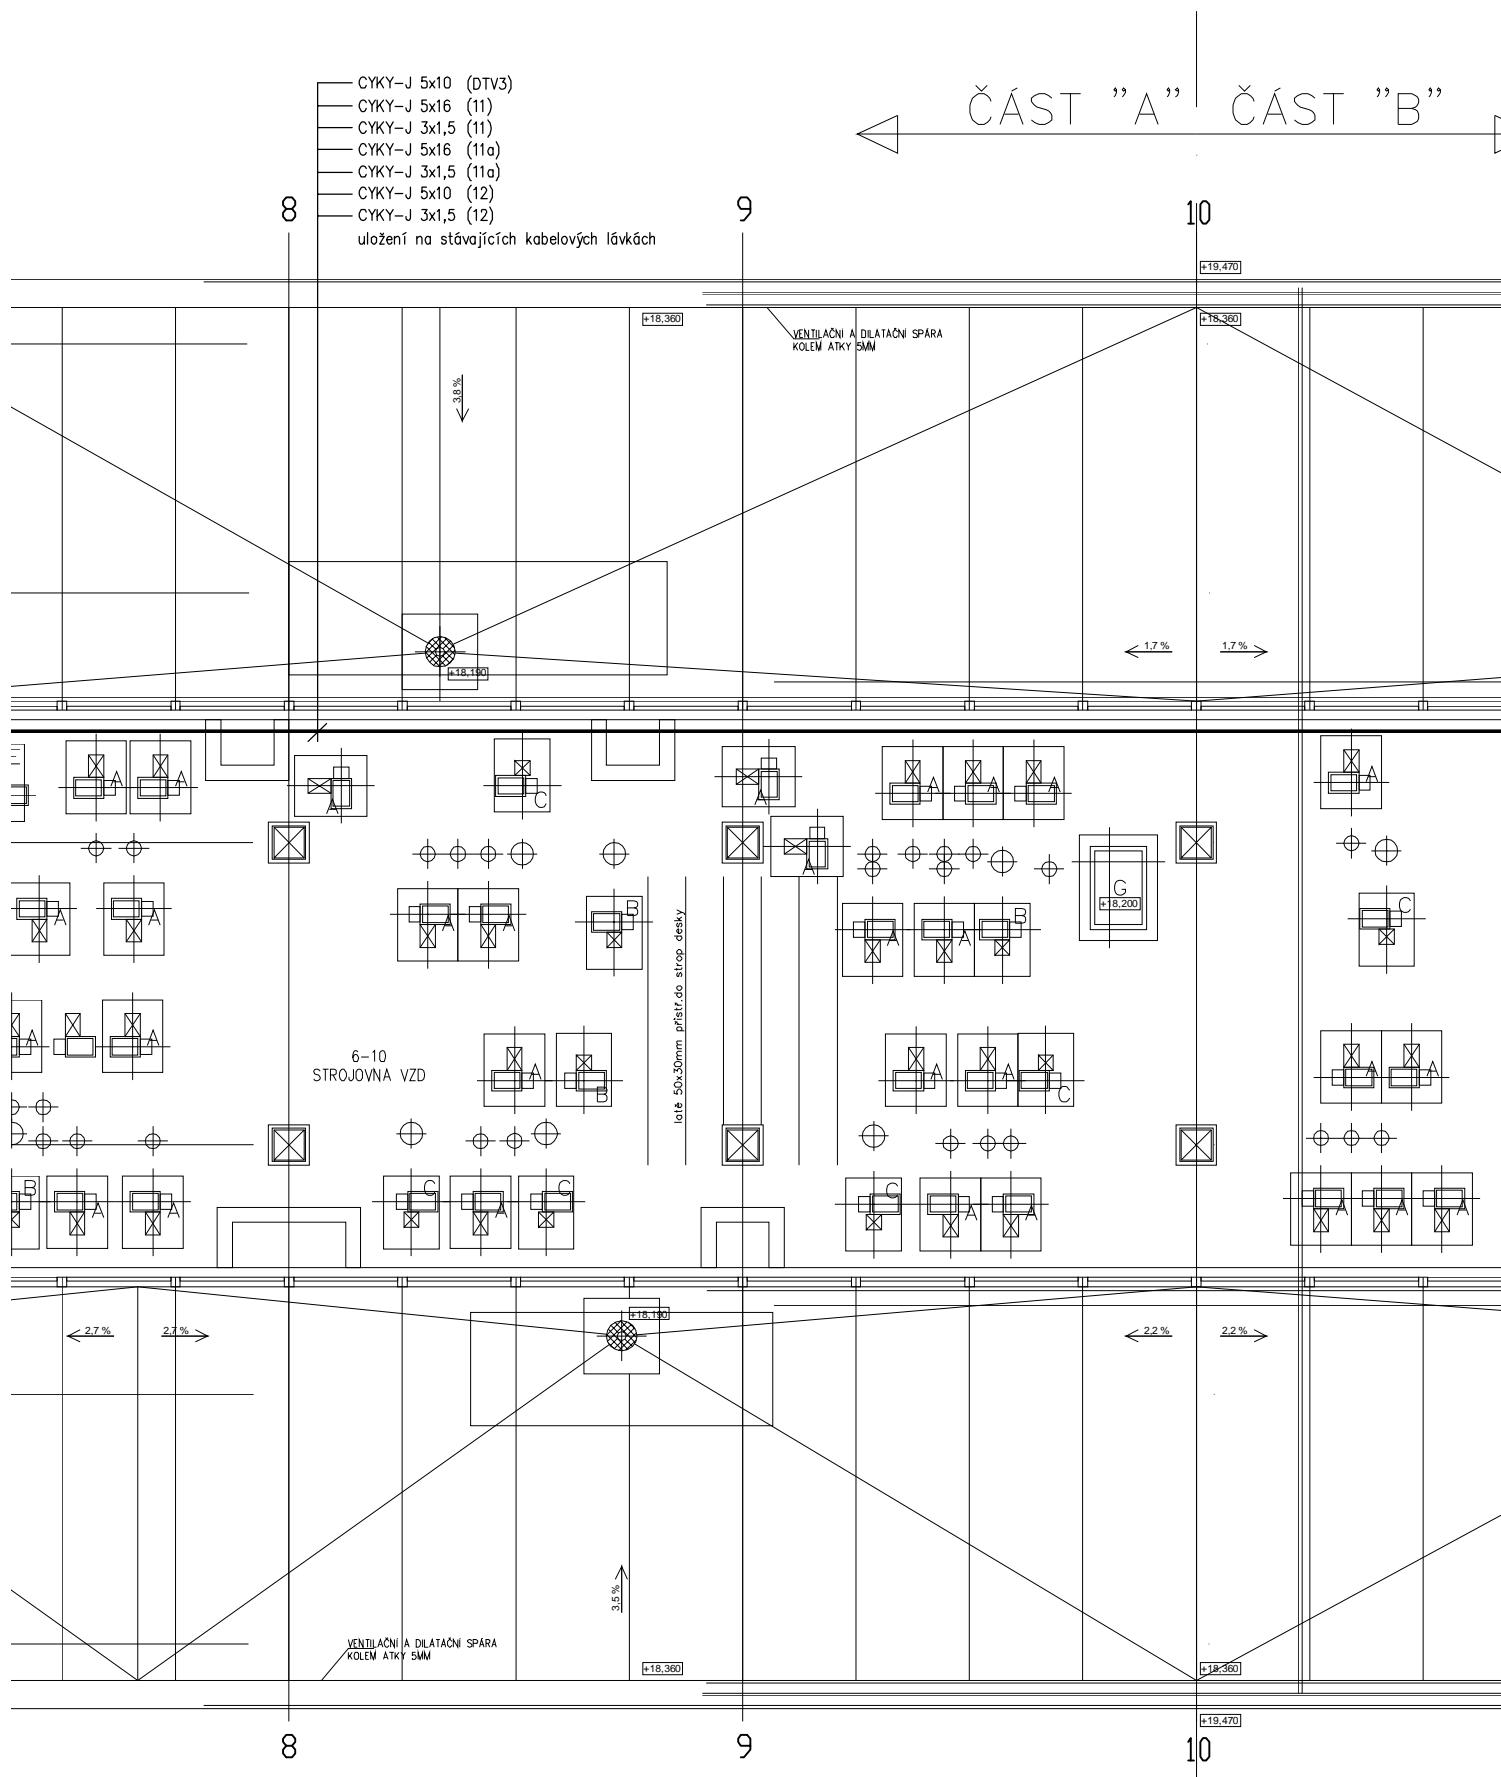 CYKY-J 5x10 (DTV3)
CYKY-J 5x16 (11)
CYKY-J 3x1,5 (11)
CYKY-J 5x16 (11a)
CYKY-J 3x1,5 (11a)
CYKY-J 5x10 (12)
CYKY-J 3x1,5 (12)
uložení na stávajících kabelových lávkách
ČÁST "A" ČÁST "B"
8 9 10
+19,470
+18,360 +18,360
VENTILAČNÍ A DILATAČNÍ SPÁRA
KOLEM ATKY 5MM
3,8 %
1,7 % 1,7 %
+18,190
A A A C A A A A A
A
G
+18,200
A A A A B A A B C
latě 50x30mm přistř.do strop desky
A A A B A A C A A
6-10
STROJOVNA VZD
B A A C A C C A A A A A
+18,190
2,7 % 2,7 % 2,2 % 2,2 %
3,5 %
VENTILAČNÍ A DILATAČNÍ SPÁRA
KOLEM ATKY 5MM
+18,360 +18,360
+19,470
8 9 10